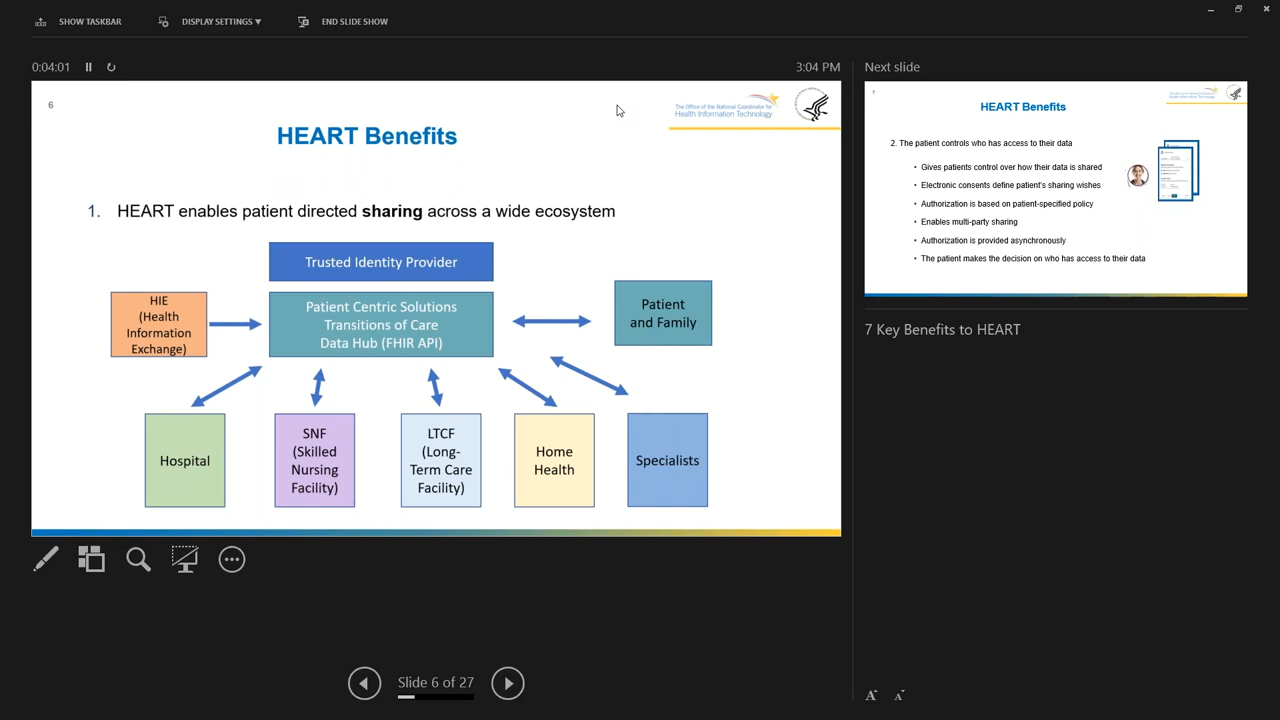 SHOW TASKBAR
DISPLAY SETTINGS ▼
END SLIDE SHOW
0:04:01
3:04 PM
6
The Office of the National Coordinator for
Health Information Technology
HEART Benefits
1. HEART enables patient directed sharing across a wide ecosystem
Trusted Identity Provider
HIE
(Health
Information
Exchange)
Patient Centric Solutions
Transitions of Care
Data Hub (FHIR API)
Patient
and Family
Hospital
SNF
(Skilled
Nursing
Facility)
LTCF
(Long-
Term Care
Facility)
Home
Health
Specialists
Slide 6 of 27
Next slide
7
HEART Benefits
2. The patient controls who has access to their data
• Gives patients control over how their data is shared
• Electronic consents define patient's sharing wishes
• Authorization is based on patient-specified policy
• Enables multi-party sharing
• Authorization is provided asynchronously
• The patient makes the decision on who has access to their data
7 Key Benefits to HEART
A A